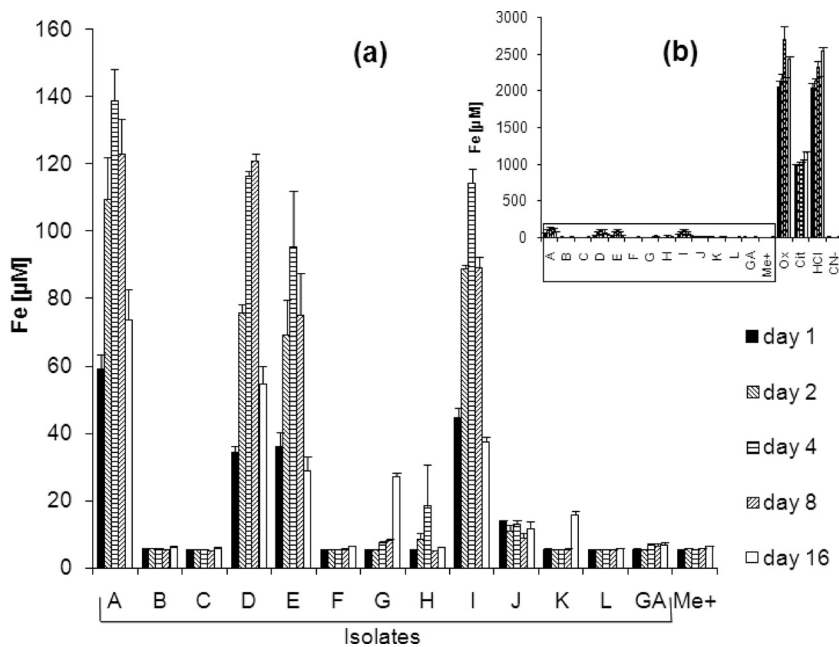 (a)
Fe [µM]
160
140
120
100
80
60
40
20
0
A B C D E F G H I J K L GA Me+
Isolates
(b)
Fe [µM]
3000
2500
2000
1500
1000
500
0
A B C D E F G H I J K L GA Me+ Ox Cit HCl CN-
day 1
day 2
day 4
day 8
day 16